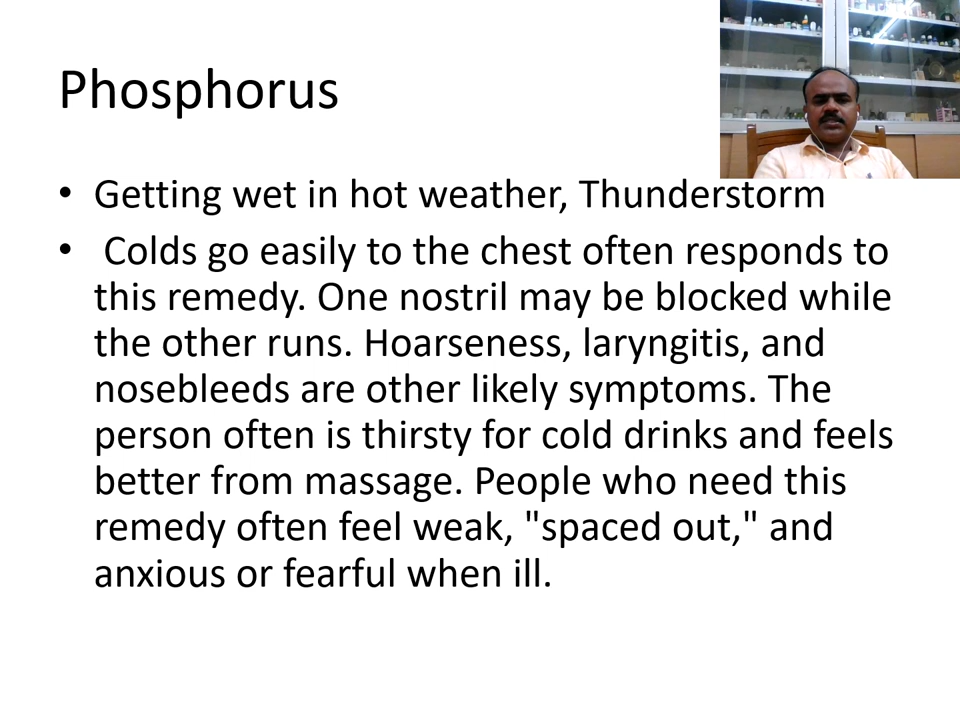 Phosphorus
• Getting wet in hot weather, Thunderstorm
• Colds go easily to the chest often responds to
this remedy. One nostril may be blocked while
the other runs. Hoarseness, laryngitis, and
nosebleeds are other likely symptoms. The
person often is thirsty for cold drinks and feels
better from massage. People who need this
remedy often feel weak, "spaced out," and
anxious or fearful when ill.